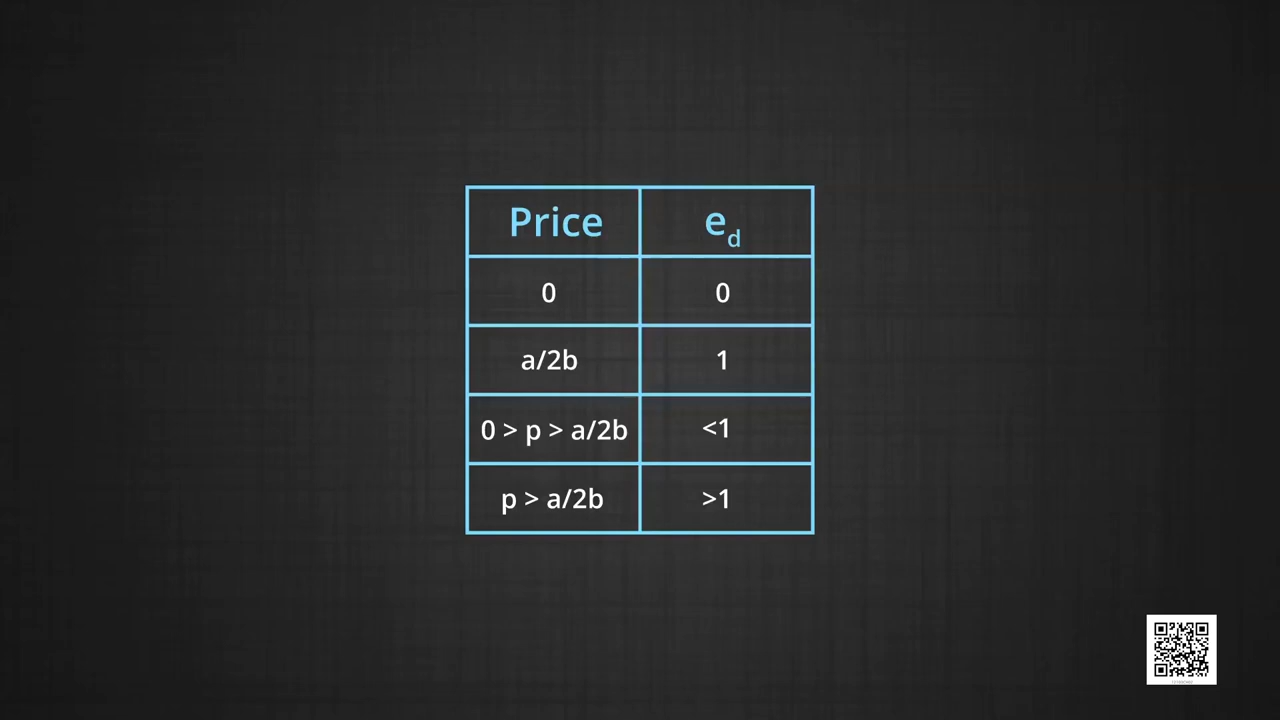 Price e_d
0 0
a/2b 1
0 > p > a/2b <1
p > a/2b >1